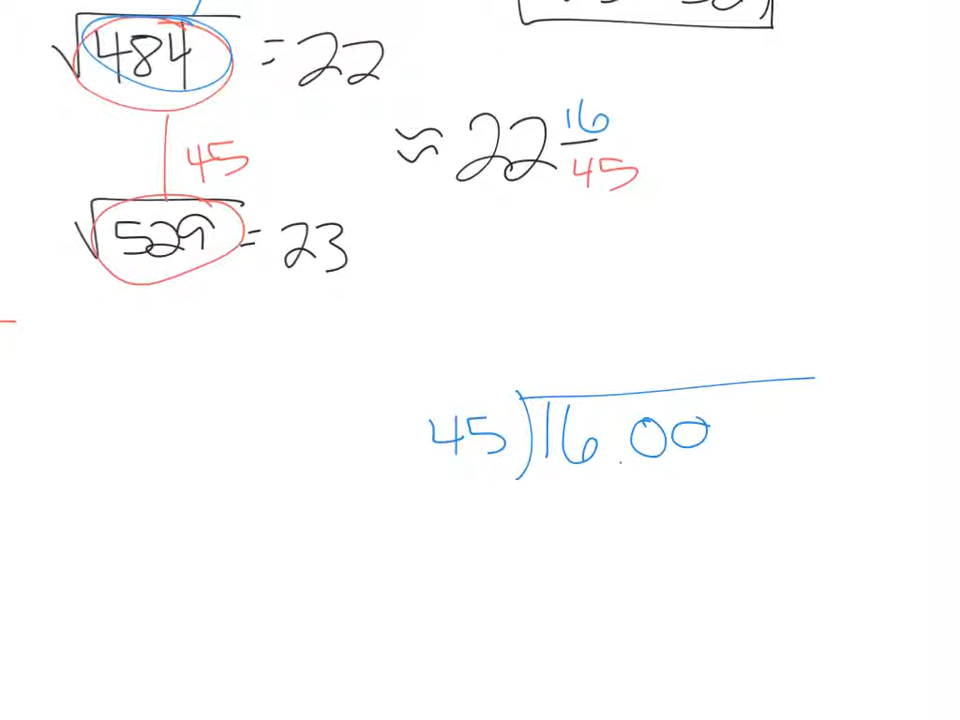 √484 = 22
≈ 22 16/45
45
√529 = 23
45)16.00